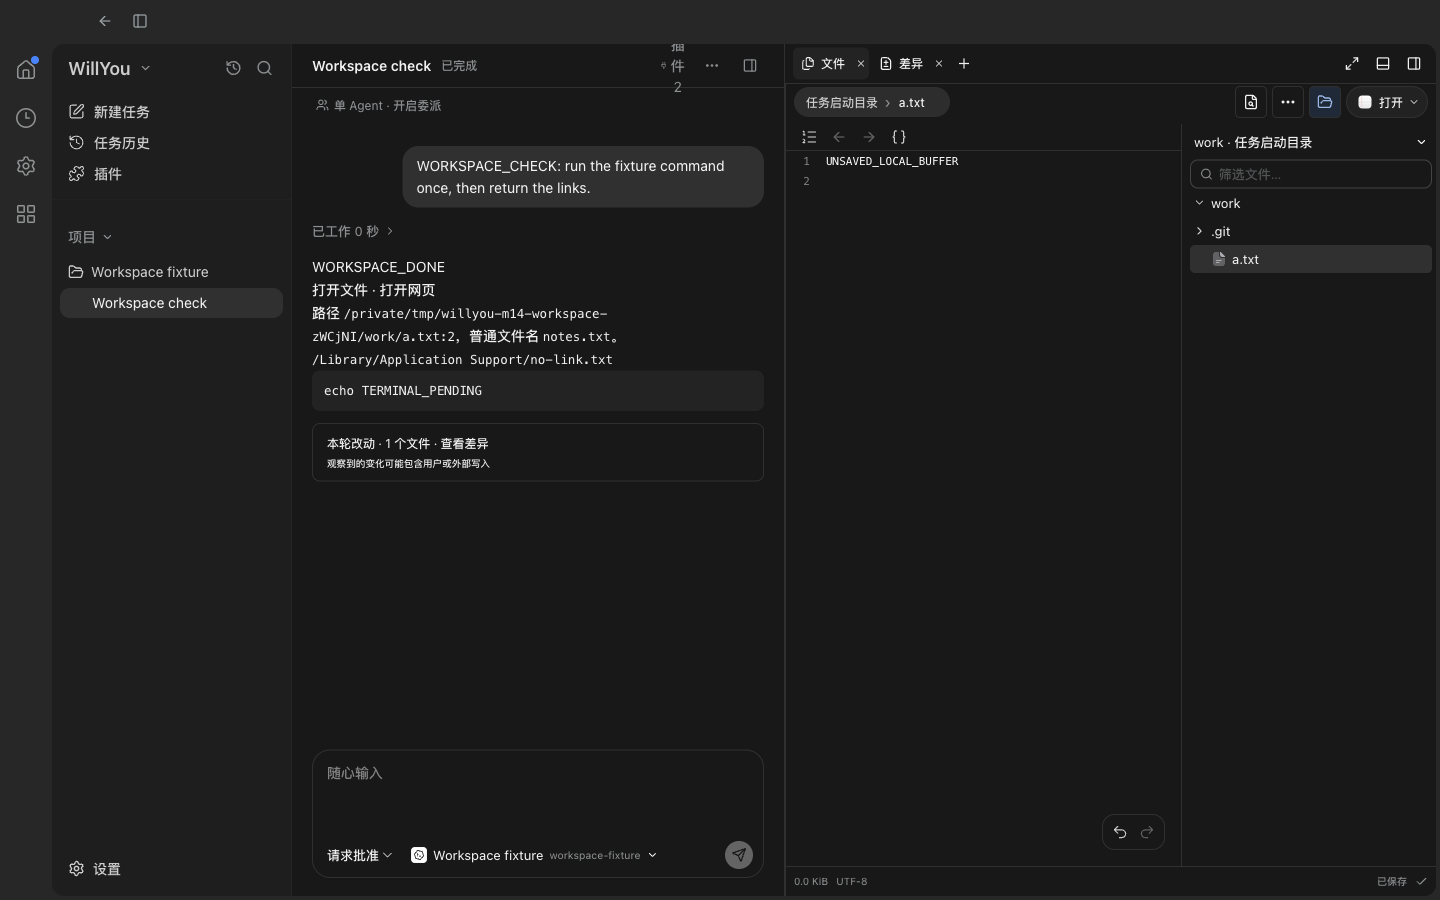 WillYou
新建任务
任务历史
插件
项目
Workspace fixture
Workspace check
设置
Workspace check 已完成
插件 2
单 Agent · 开启委派
WORKSPACE_CHECK: run the fixture command
once, then return the links.
已工作 0 秒
WORKSPACE_DONE
打开文件 · 打开网页
路径 /private/tmp/willyou-m14-workspace-
zWCjNI/work/a.txt:2，普通文件名 notes.txt。
/Library/Application Support/no-link.txt
echo TERMINAL_PENDING
本轮改动 · 1 个文件 · 查看差异
观察到的变化可能包含用户或外部写入
随心输入
请求批准 Workspace fixture workspace-fixture
文件 差异
任务启动目录 a.txt 打开
1 UNSAVED_LOCAL_BUFFER
2
work · 任务启动目录
筛选文件...
work
.git
a.txt
0.0 KiB UTF-8 已保存